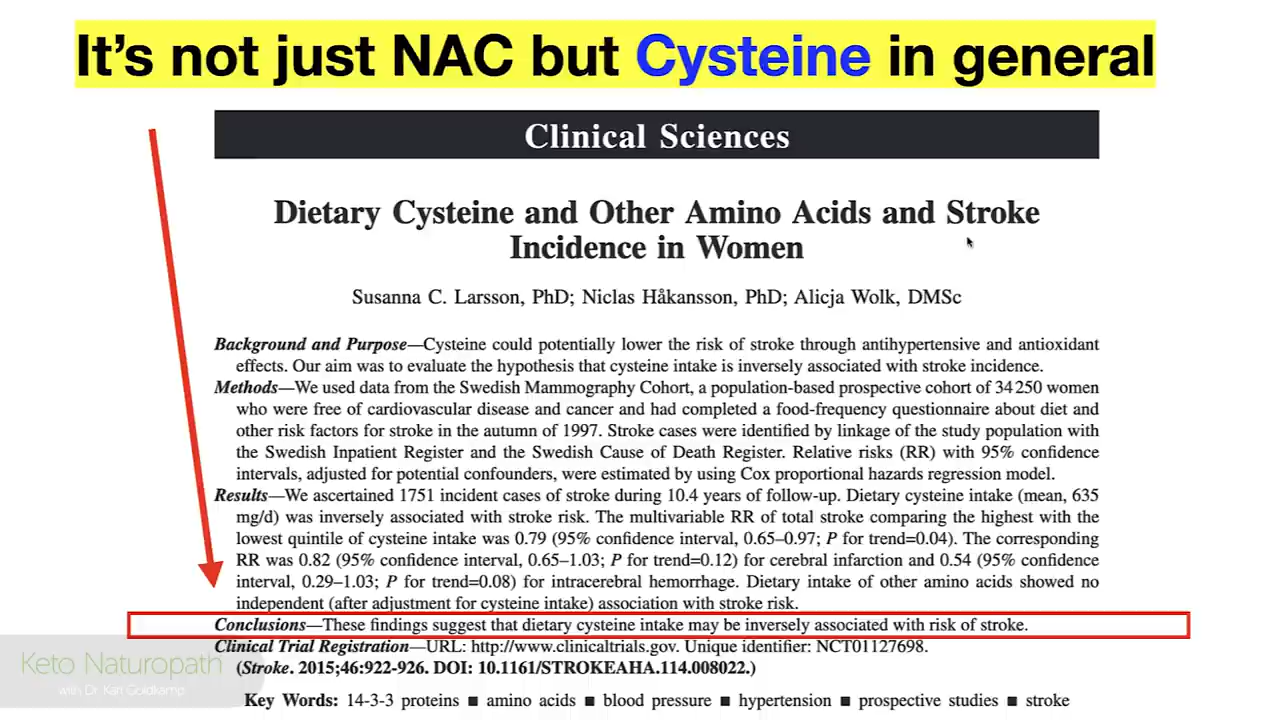 It's not just NAC but Cysteine in general
Clinical Sciences
Dietary Cysteine and Other Amino Acids and Stroke
Incidence in Women
Susanna C. Larsson, PhD; Niclas Håkansson, PhD; Alicja Wolk, DMSc
Background and Purpose—Cysteine could potentially lower the risk of stroke through antihypertensive and antioxidant
effects. Our aim was to evaluate the hypothesis that cysteine intake is inversely associated with stroke incidence.
Methods—We used data from the Swedish Mammography Cohort, a population-based prospective cohort of 34 250 women
who were free of cardiovascular disease and cancer and had completed a food-frequency questionnaire about diet and
other risk factors for stroke in the autumn of 1997. Stroke cases were identified by linkage of the study population with
the Swedish Inpatient Register and the Swedish Cause of Death Register. Relative risks (RR) with 95% confidence
intervals, adjusted for potential confounders, were estimated by using Cox proportional hazards regression model.
Results—We ascertained 1751 incident cases of stroke during 10.4 years of follow-up. Dietary cysteine intake (mean, 635
mg/d) was inversely associated with stroke risk. The multivariable RR of total stroke comparing the highest with the
lowest quintile of cysteine intake was 0.79 (95% confidence interval, 0.65–0.97; P for trend=0.04). The corresponding
RR was 0.82 (95% confidence interval, 0.65–1.03; P for trend=0.12) for cerebral infarction and 0.54 (95% confidence
interval, 0.29–1.03; P for trend=0.08) for intracerebral hemorrhage. Dietary intake of other amino acids showed no
independent (after adjustment for cysteine intake) association with stroke risk.
Conclusions—These findings suggest that dietary cysteine intake may be inversely associated with risk of stroke.
Clinical Trial Registration—URL: http://www.clinicaltrials.gov. Unique identifier: NCT01127698.
(Stroke. 2015;46:922-926. DOI: 10.1161/STROKEAHA.114.008022.)
Key Words: 14-3-3 proteins ■ amino acids ■ blood pressure ■ hypertension ■ prospective studies ■ stroke
Keto Naturopath
with Dr. Karl Goldkamp